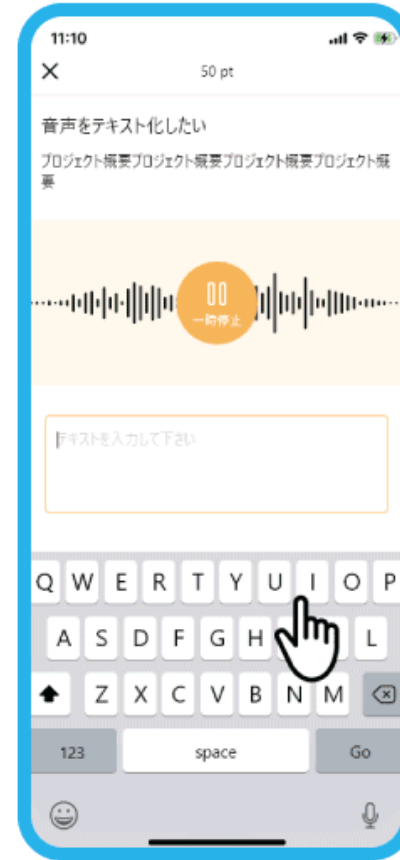 11:10
50 pt
音声をテキスト化したい
プロジェクト概要プロジェクト概要プロジェクト概要プロジェクト概
要
一時停止
テキストを入力して下さい
Q W E R T Y U I O P
A S D F G H L
Z X C V B N M
123 space Go